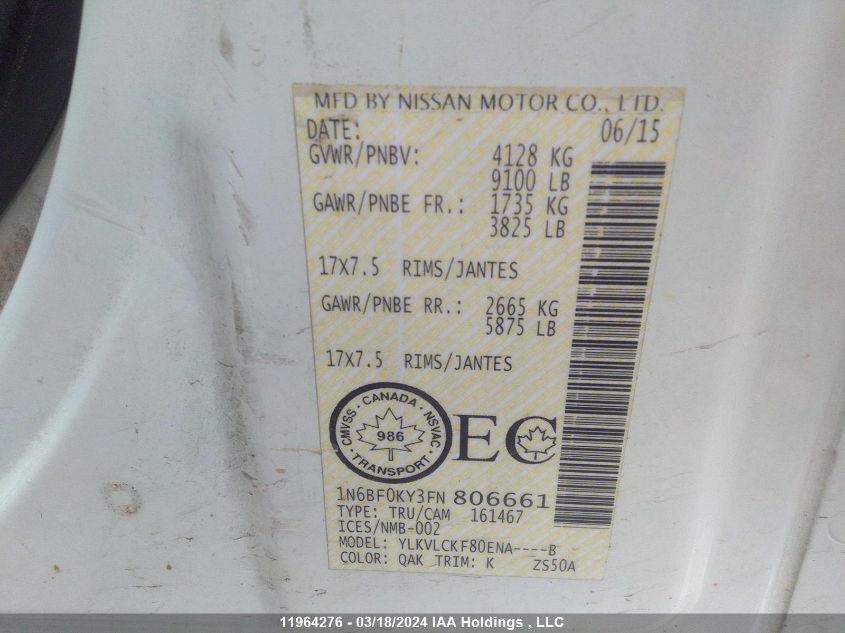 MFD BY NISSAN MOTOR CO., LTD.
DATE: 06/15
GVWR/PNBV: 4128 KG
9100 LB
GAWR/PNBE FR.: 1735 KG
3825 LB
17X7.5 RIMS/JANTES
GAWR/PNBE RR.: 2665 KG
5875 LB
17X7.5 RIMS/JANTES
CMVSS · CANADA · NSVAC
986
· TRANSPORT ·
EC
1N6BF0KY3FN 806661
TYPE: TRU/CAM 161467
ICES/NMB-002
MODEL: YLKVLCKF80ENA----B
COLOR: QAK TRIM: K ZS50A
11964276 - 03/18/2024 IAA Holdings , LLC